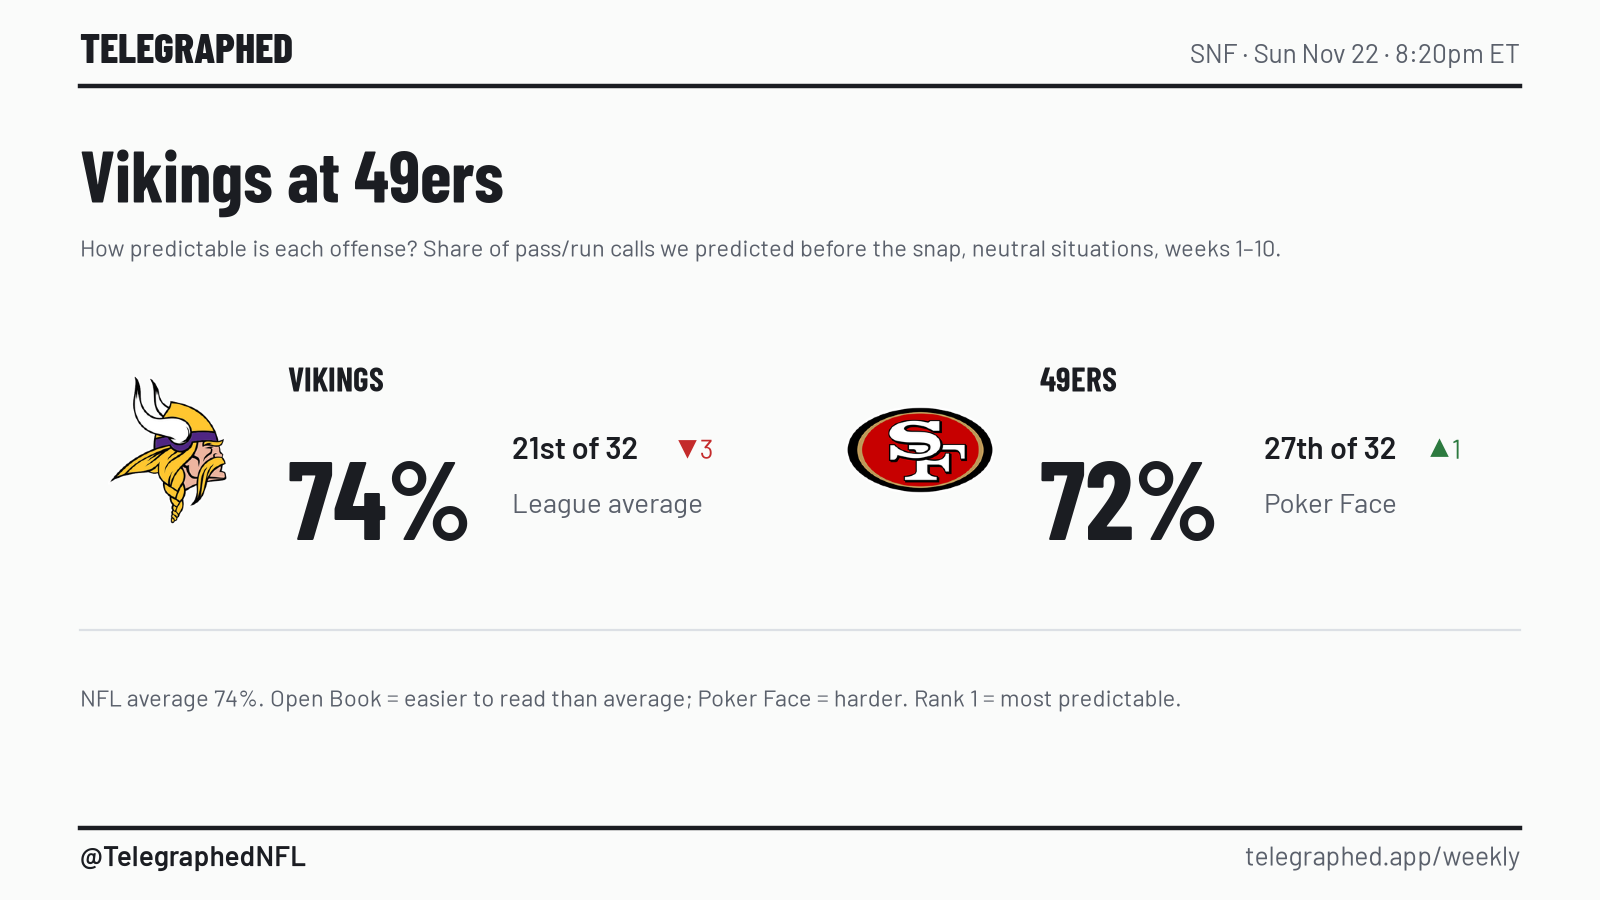 TELEGRAPHED
SNF · Sun Nov 22 · 8:20pm ET
Vikings at 49ers
How predictable is each offense? Share of pass/run calls we predicted before the snap, neutral situations, weeks 1–10.
VIKINGS
74%
21st of 32 ▼3
League average
SF
49ERS
72%
27th of 32 ▲1
Poker Face
NFL average 74%. Open Book = easier to read than average; Poker Face = harder. Rank 1 = most predictable.
@TelegraphedNFL
telegraphed.app/weekly